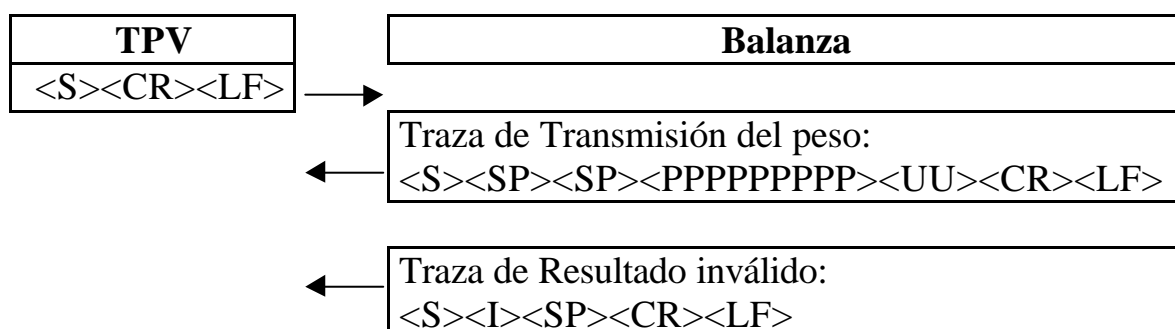 TPV
Balanza
<S><CR><LF>
Traza de Transmisión del peso:
<S><SP><SP><PPPPPPPPP><UU><CR><LF>
Traza de Resultado inválido:
<S><I><SP><CR><LF>